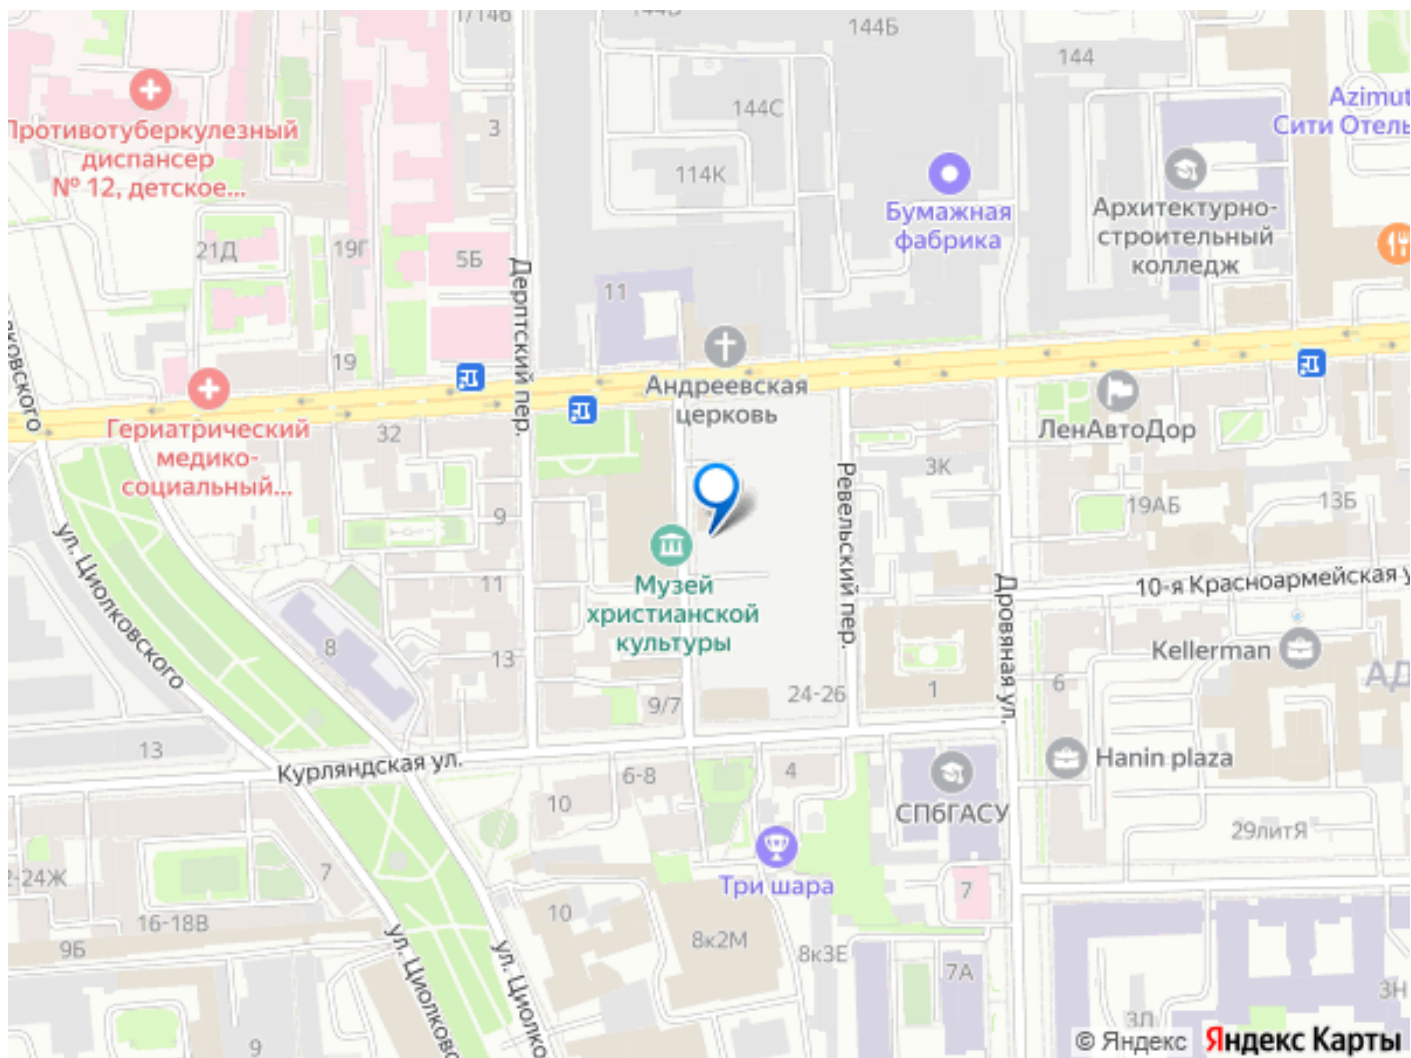 1/14б
144Б
144
144С
Azimut
Сити Отель
3
Противотуберкулезный
диспансер
№ 12, детское...
114К
Бумажная
фабрика
Архитектурно-
строительный
колледж
21Д
19Г
5Б
Дерптский пер.
11
19
Андреевская
церковь
Гериатрический
медико-
социальный...
32
ЛенАвтоДор
3К
Ревельский пер.
19АБ
13Б
9
ул. Циолковского
11
Музей
христианской
культуры
Дровяная ул.
10-я Красноармейская у
8
13
Kellerman
6
АД
1
24-26
9/7
13
Курляндская ул.
6-8
4
Hanin plaza
10
СПбГАСУ
29литЯ
2-24Ж
7
Три шара
7
16-18В
10
9Б
8к2М
8к3Е
7А
ул. Циолковс
ул. Циолко
3Н
3Л
9
© Яндекс Яндекс Карты